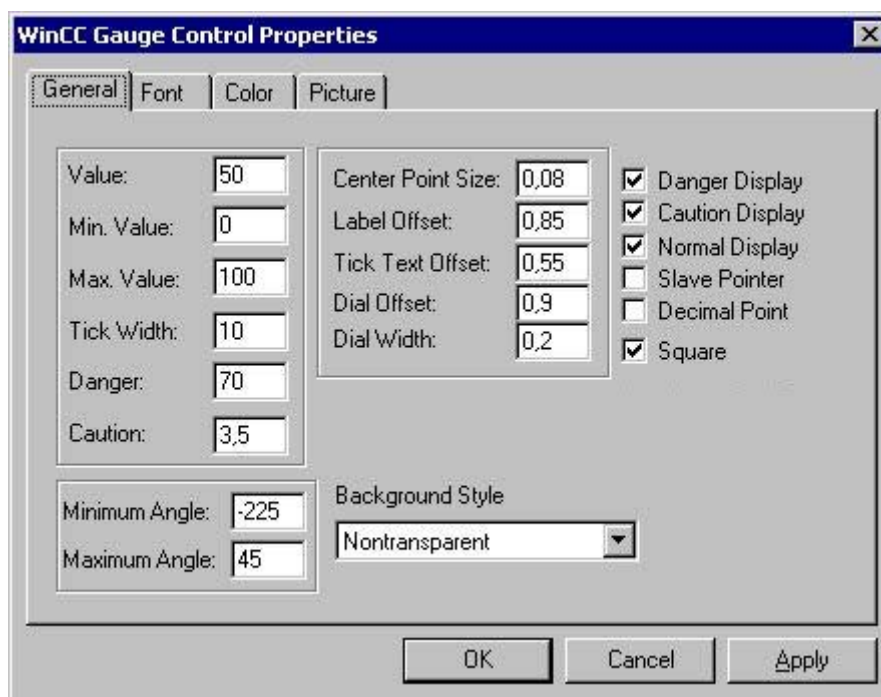 WinCC Gauge Control Properties
General Font Color Picture
Value: 50
Min. Value: 0
Max. Value: 100
Tick Width: 10
Danger: 70
Caution: 3,5
Center Point Size: 0,08
Label Offset: 0,85
Tick Text Offset: 0,55
Dial Offset: 0,9
Dial Width: 0,2
Danger Display
Caution Display
Normal Display
Slave Pointer
Decimal Point
Square
Minimum Angle: -225
Maximum Angle: 45
Background Style
Nontransparent
OK Cancel Apply